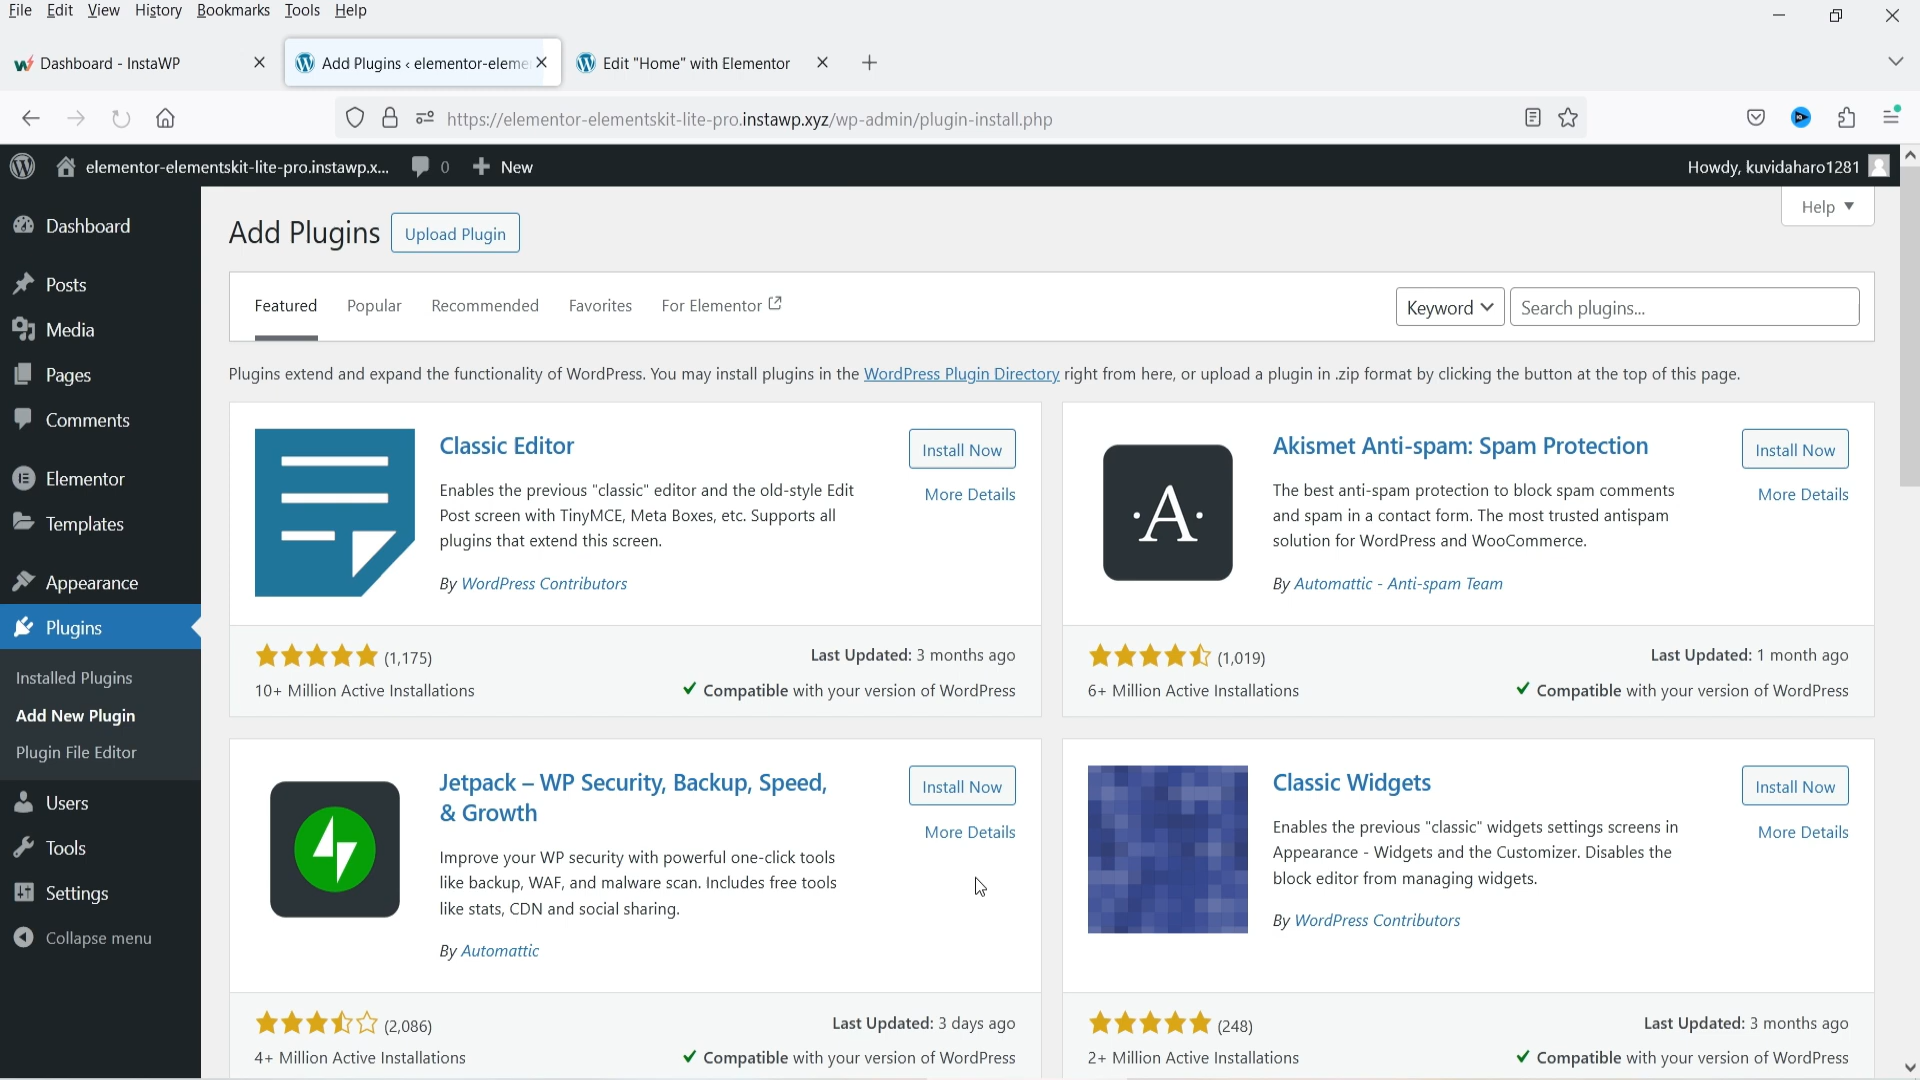 File Edit View History Bookmarks Tools Help
Dashboard - InstaWP
Add Plugins ‹ elementor-eleme
Edit "Home" with Elementor
https://elementor-elementskit-lite-pro.instawp.xyz/wp-admin/plugin-install.php
elementor-elementskit-lite-pro.instawp.x...
0
New
Howdy, kuvidaharo1281
Dashboard
Posts
Media
Pages
Comments
Elementor
Templates
Appearance
Plugins
Installed Plugins
Add New Plugin
Plugin File Editor
Users
Tools
Settings
Collapse menu
Help
Add Plugins
Upload Plugin
Featured Popular Recommended Favorites For Elementor
Keyword
Search plugins...
Plugins extend and expand the functionality of WordPress. You may install plugins in the WordPress Plugin Directory right from here, or upload a plugin in .zip format by clicking the button at the top of this page.
Classic Editor
Install Now
More Details
Enables the previous "classic" editor and the old-style Edit
Post screen with TinyMCE, Meta Boxes, etc. Supports all
plugins that extend this screen.
By WordPress Contributors
(1,175)
Last Updated: 3 months ago
10+ Million Active Installations
Compatible with your version of WordPress
A
Akismet Anti-spam: Spam Protection
Install Now
More Details
The best anti-spam protection to block spam comments
and spam in a contact form. The most trusted antispam
solution for WordPress and WooCommerce.
By Automattic - Anti-spam Team
(1,019)
Last Updated: 1 month ago
6+ Million Active Installations
Compatible with your version of WordPress
Jetpack – WP Security, Backup, Speed,
& Growth
Install Now
More Details
Improve your WP security with powerful one-click tools
like backup, WAF, and malware scan. Includes free tools
like stats, CDN and social sharing.
By Automattic
(2,086)
Last Updated: 3 days ago
4+ Million Active Installations
Compatible with your version of WordPress
Classic Widgets
Install Now
More Details
Enables the previous "classic" widgets settings screens in
Appearance - Widgets and the Customizer. Disables the
block editor from managing widgets.
By WordPress Contributors
(248)
Last Updated: 3 months ago
2+ Million Active Installations
Compatible with your version of WordPress